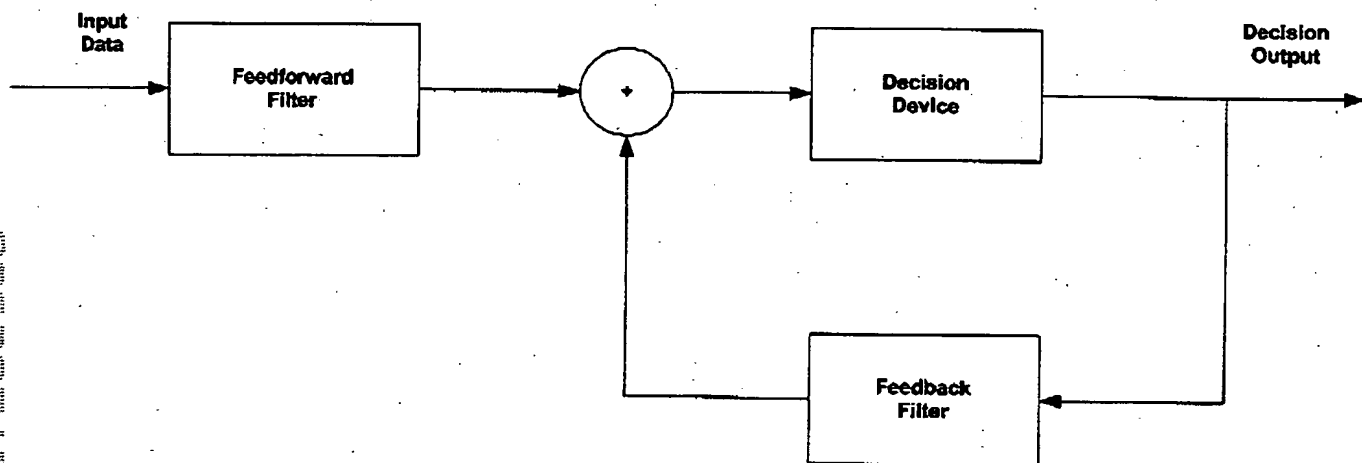 Input
Data
Feedforward
Filter
+
Decision
Device
Decision
Output
Feedback
Filter